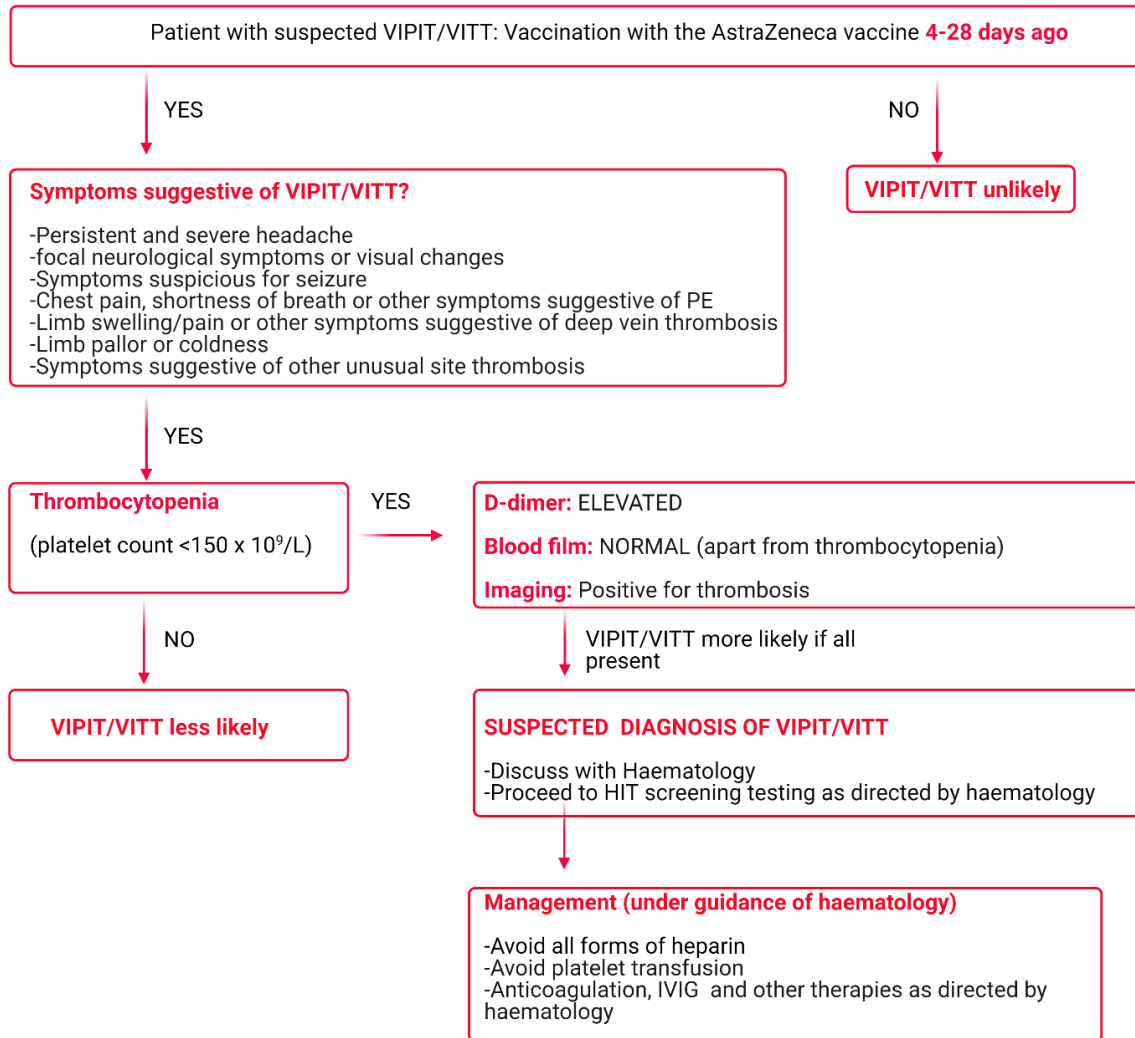 Patient with suspected VIPIT/VITT: Vaccination with the AstraZeneca vaccine 4-28 days ago
YES
NO
Symptoms suggestive of VIPIT/VITT?
-Persistent and severe headache
-focal neurological symptoms or visual changes
-Symptoms suspicious for seizure
-Chest pain, shortness of breath or other symptoms suggestive of PE
-Limb swelling/pain or other symptoms suggestive of deep vein thrombosis
-Limb pallor or coldness
-Symptoms suggestive of other unusual site thrombosis
VIPIT/VITT unlikely
YES
Thrombocytopenia
(platelet count <150 x 10⁹/L)
YES
D-dimer: ELEVATED
Blood film: NORMAL (apart from thrombocytopenia)
Imaging: Positive for thrombosis
NO
VIPIT/VITT more likely if all
present
VIPIT/VITT less likely
SUSPECTED DIAGNOSIS OF VIPIT/VITT
-Discuss with Haematology
-Proceed to HIT screening testing as directed by haematology
Management (under guidance of haematology)
-Avoid all forms of heparin
-Avoid platelet transfusion
-Anticoagulation, IVIG and other therapies as directed by
haematology